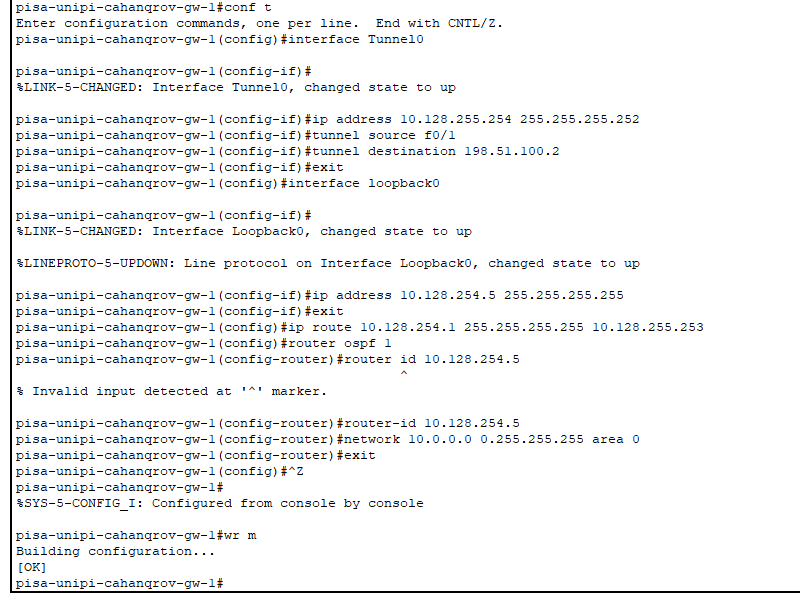 pisa-unipi-cahanqrov-gw-1#conf t
Enter configuration commands, one per line.  End with CNTL/Z.
pisa-unipi-cahanqrov-gw-1(config)#interface Tunnel0
pisa-unipi-cahanqrov-gw-1(config-if)#
%LINK-5-CHANGED: Interface Tunnel0, changed state to up
pisa-unipi-cahanqrov-gw-1(config-if)#ip address 10.128.255.254 255.255.255.252
pisa-unipi-cahanqrov-gw-1(config-if)#tunnel source f0/1
pisa-unipi-cahanqrov-gw-1(config-if)#tunnel destination 198.51.100.2
pisa-unipi-cahanqrov-gw-1(config-if)#exit
pisa-unipi-cahanqrov-gw-1(config)#interface loopback0
pisa-unipi-cahanqrov-gw-1(config-if)#
%LINK-5-CHANGED: Interface Loopback0, changed state to up
%LINEPROTO-5-UPDOWN: Line protocol on Interface Loopback0, changed state to up
pisa-unipi-cahanqrov-gw-1(config-if)#ip address 10.128.254.5 255.255.255.255
pisa-unipi-cahanqrov-gw-1(config-if)#exit
pisa-unipi-cahanqrov-gw-1(config)#ip route 10.128.254.1 255.255.255.255 10.128.255.253
pisa-unipi-cahanqrov-gw-1(config)#router ospf 1
pisa-unipi-cahanqrov-gw-1(config-router)#router id 10.128.254.5
^
% Invalid input detected at '^' marker.
pisa-unipi-cahanqrov-gw-1(config-router)#router-id 10.128.254.5
pisa-unipi-cahanqrov-gw-1(config-router)#network 10.0.0.0 0.255.255.255 area 0
pisa-unipi-cahanqrov-gw-1(config-router)#exit
pisa-unipi-cahanqrov-gw-1(config)#^Z
pisa-unipi-cahanqrov-gw-1#
%SYS-5-CONFIG_I: Configured from console by console
pisa-unipi-cahanqrov-gw-1#wr m
Building configuration...
[OK]
pisa-unipi-cahanqrov-gw-1#